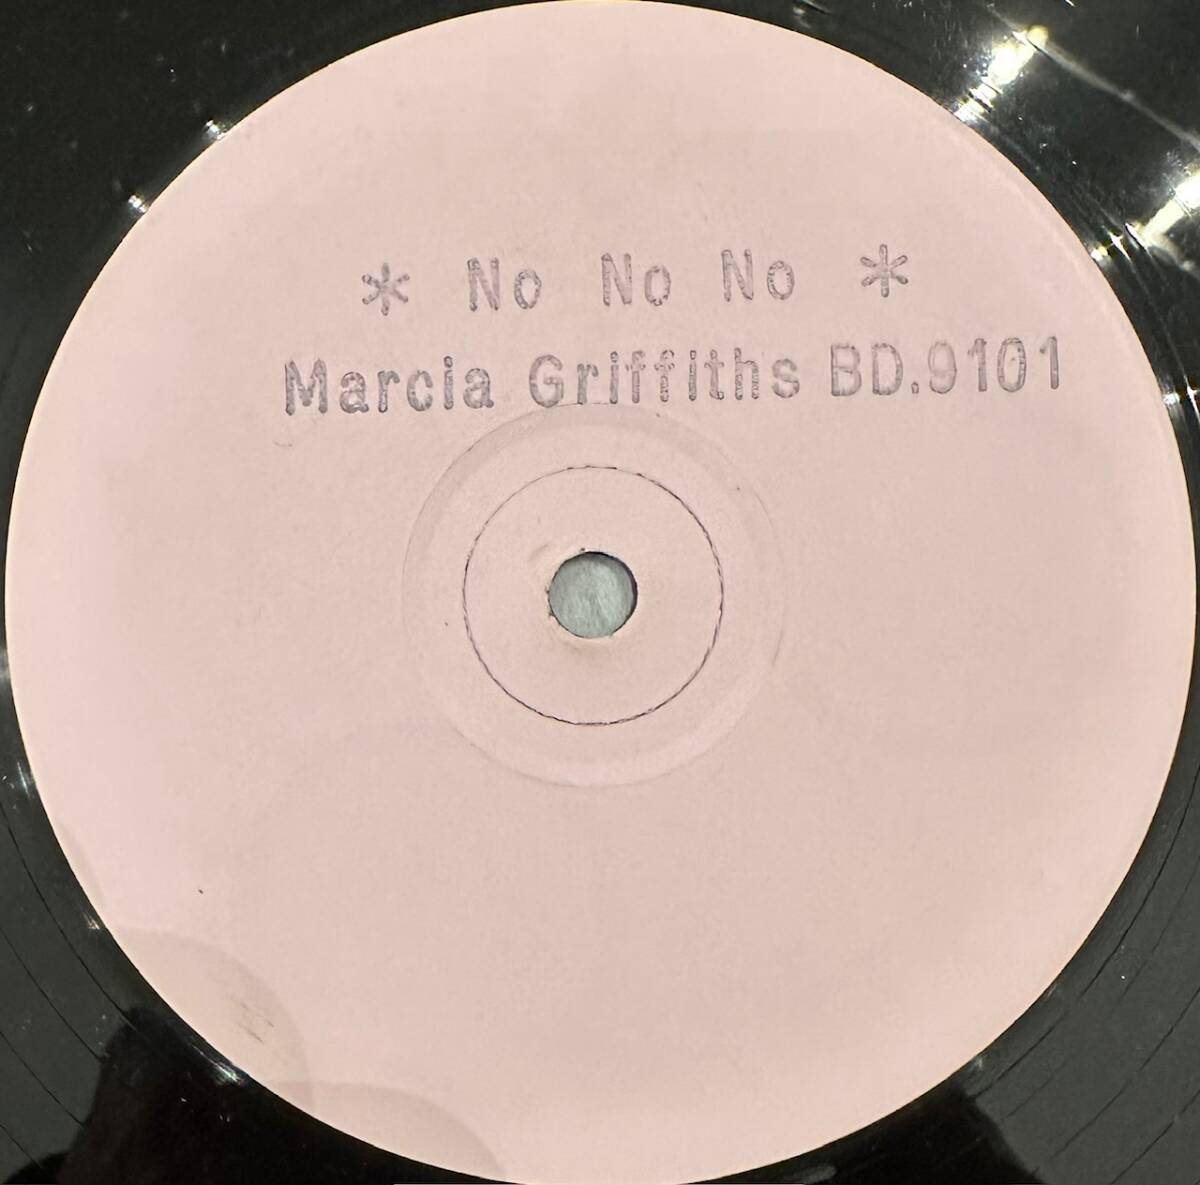 * No No No *
Marcia Griffiths BD.9101